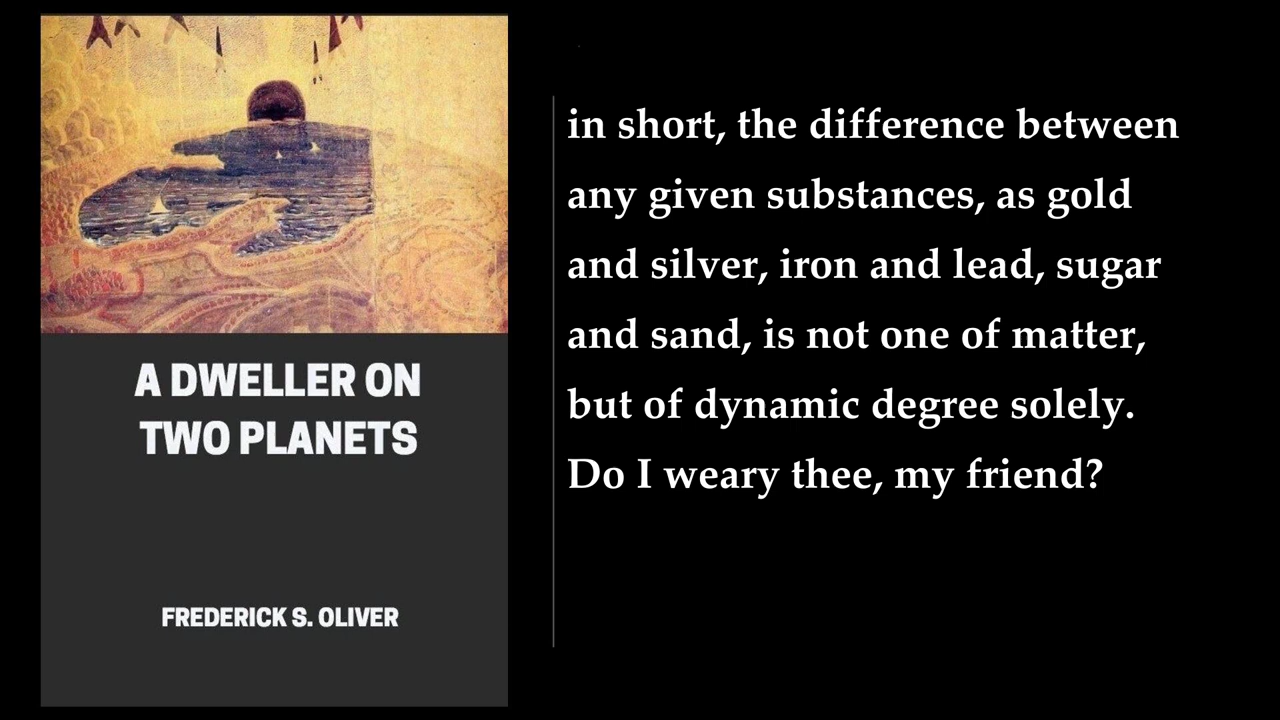 A DWELLER ON
TWO PLANETS
FREDERICK S. OLIVER
in short, the difference between
any given substances, as gold
and silver, iron and lead, sugar
and sand, is not one of matter,
but of dynamic degree solely.
Do I weary thee, my friend?